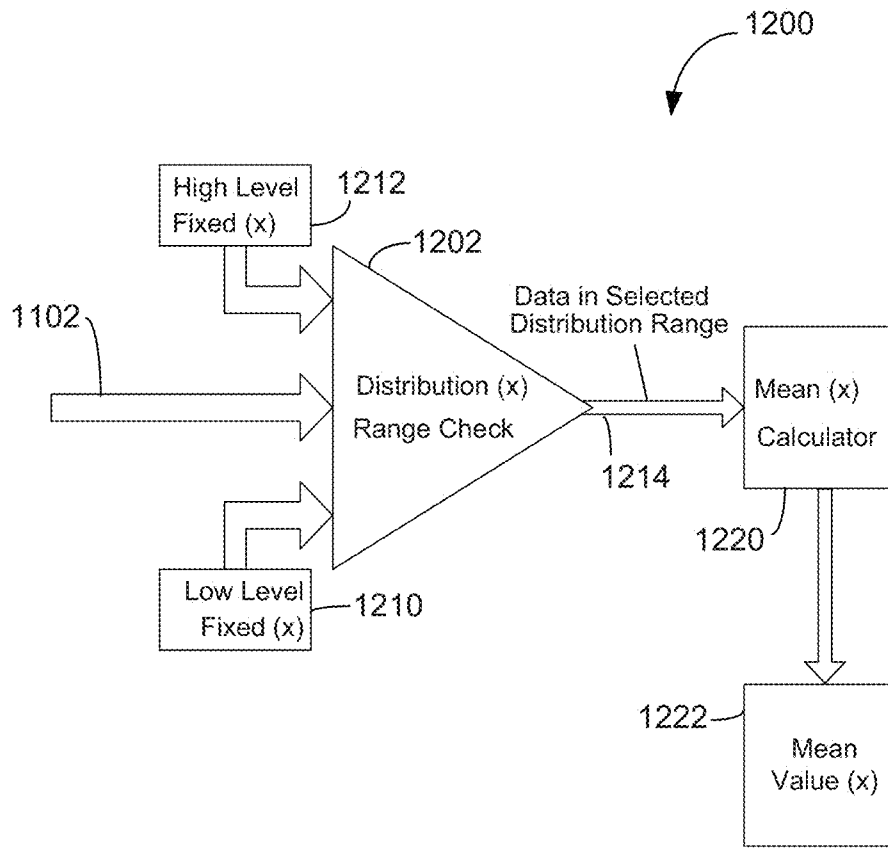 1200
High Level
Fixed (x)
1212
1202
1102
Data in Selected
Distribution Range
Distribution (x)
Range Check
Mean (x)
Calculator
1214
1220
Low Level
Fixed (x)
1210
1222
Mean
Value (x)